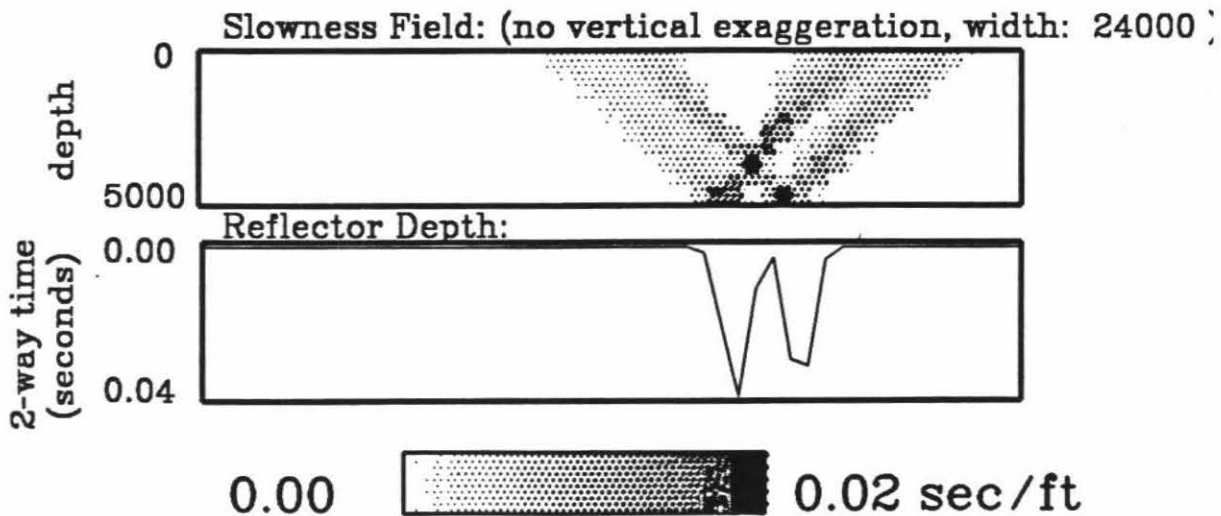 Slowness Field: (no vertical exaggeration, width: 24000 )
0
depth
5000
Reflector Depth:
0.00
2-way time
(seconds)
0.04
0.00
0.02 sec/ft